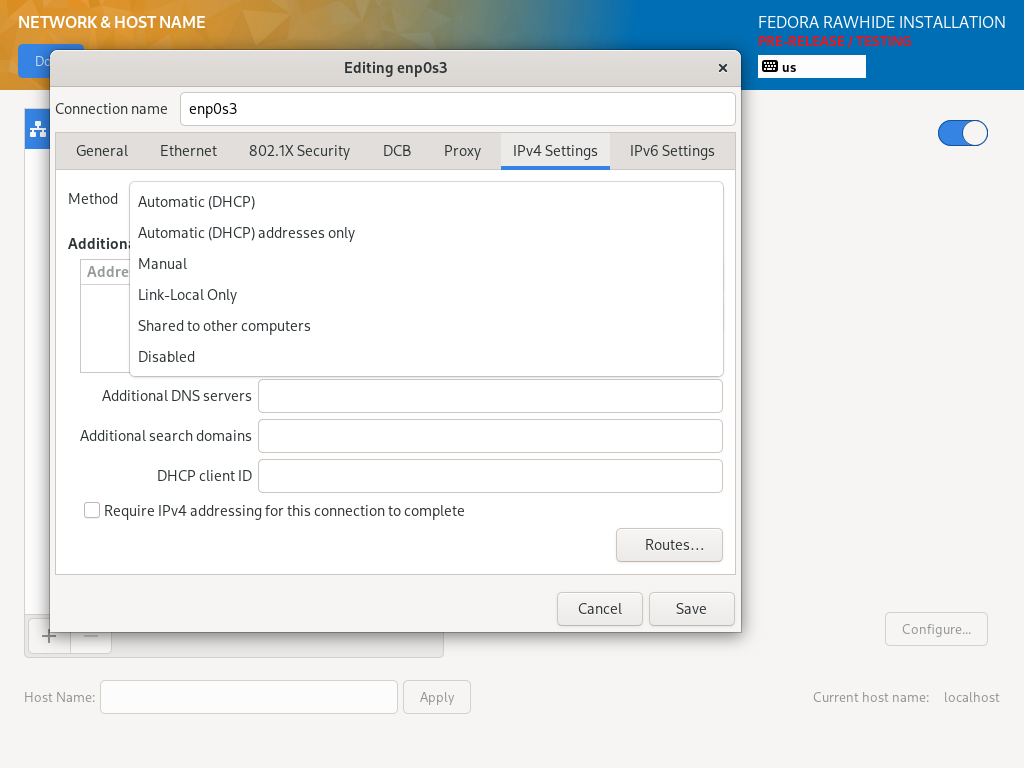 NETWORK & HOST NAME
FEDORA RAWHIDE INSTALLATION
PRE-RELEASE / TESTING
us
Editing enp0s3
Connection name enp0s3
General Ethernet 802.1X Security DCB Proxy IPv4 Settings IPv6 Settings
Method
Automatic (DHCP)
Automatic (DHCP) addresses only
Manual
Link-Local Only
Shared to other computers
Disabled
Additional DNS servers
Additional search domains
DHCP client ID
Require IPv4 addressing for this connection to complete
Routes...
Cancel Save
Configure...
Host Name: Apply Current host name: localhost